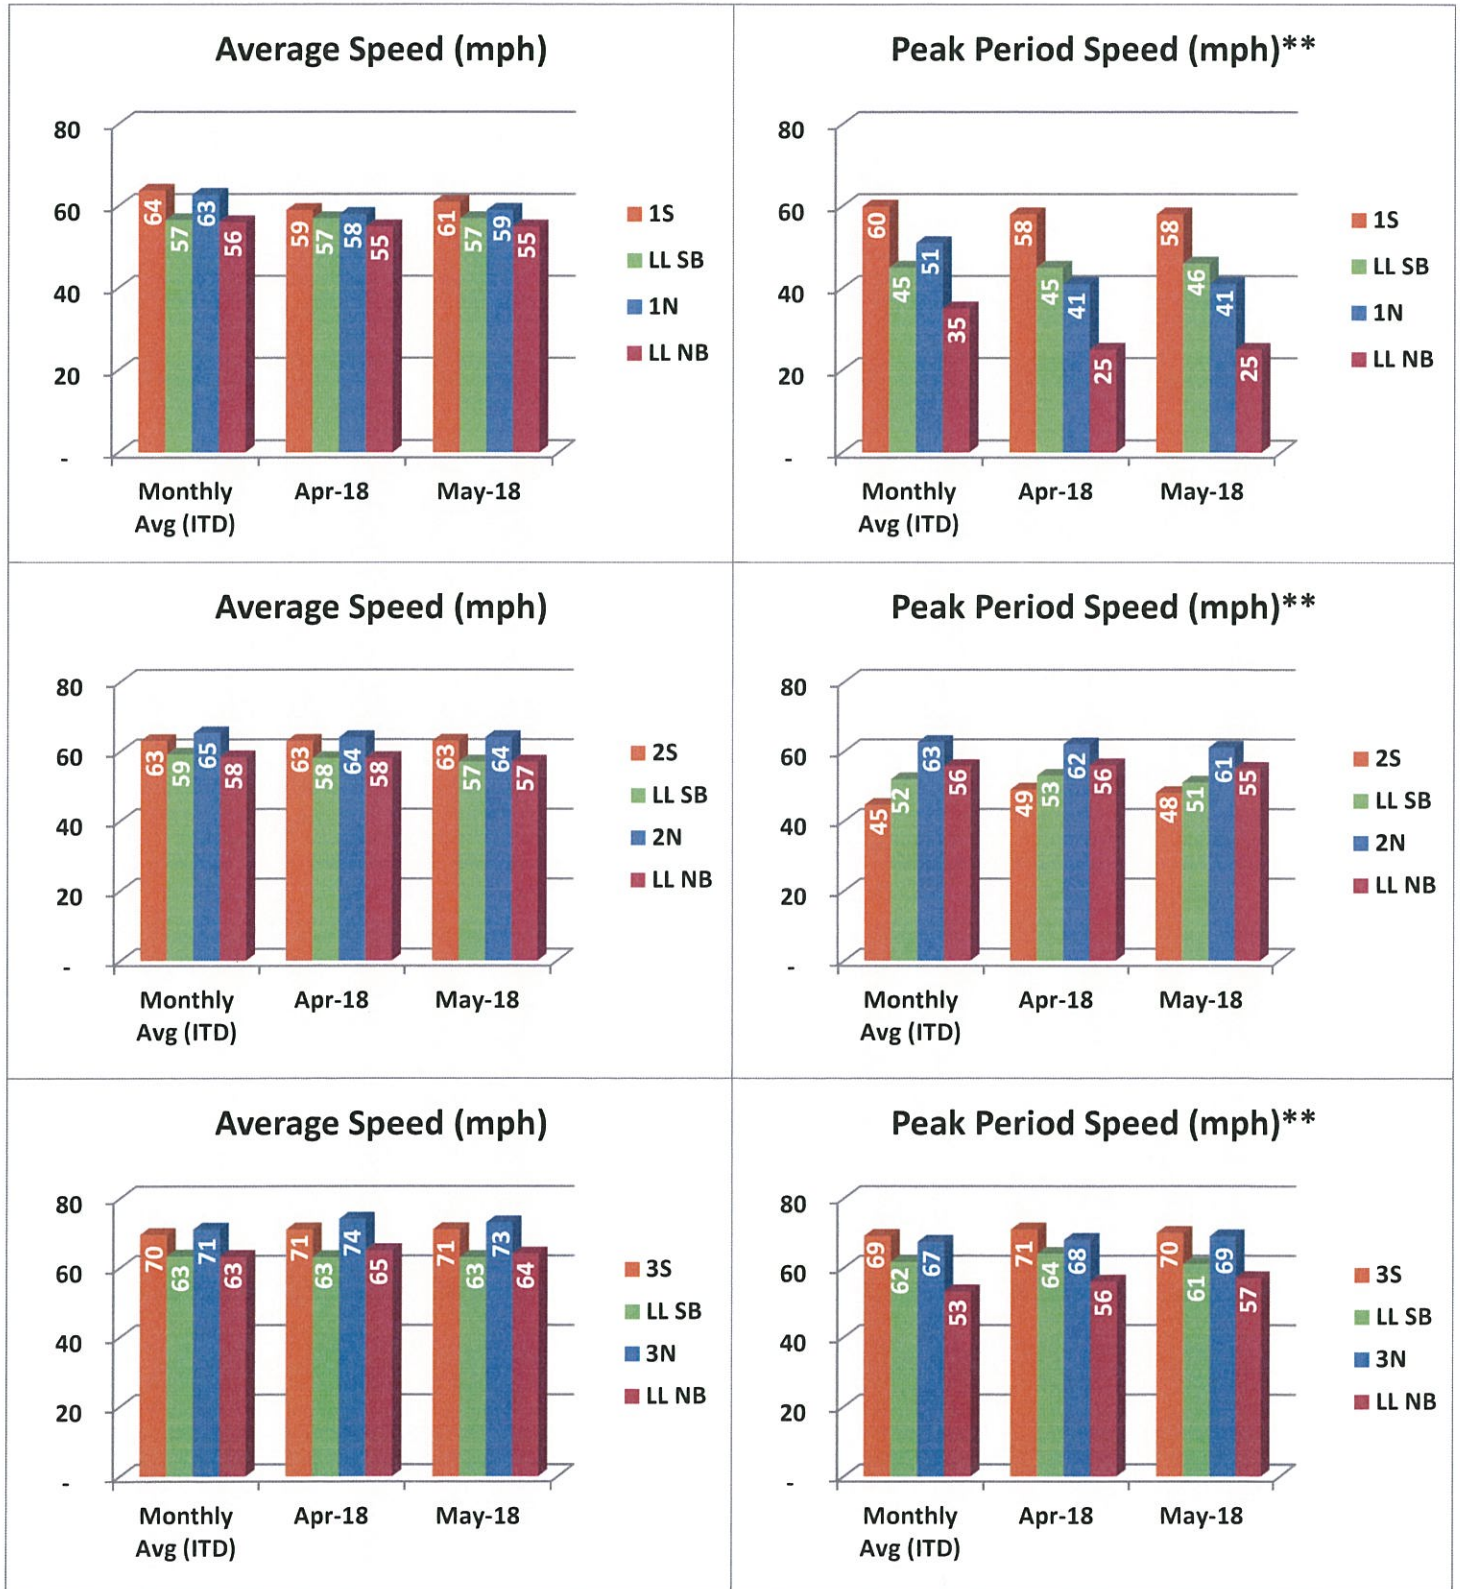 Average Speed (mph)
80
60
40
20
-
64
57
63
56
59
57
58
55
61
57
59
55
Monthly
Avg (ITD)
Apr-18
May-18
1S
LL SB
1N
LL NB
Peak Period Speed (mph)**
80
60
40
20
-
60
45
51
35
58
45
41
25
58
46
41
25
Monthly
Avg (ITD)
Apr-18
May-18
1S
LL SB
1N
LL NB
Average Speed (mph)
80
60
40
20
-
63
59
65
58
63
58
64
58
63
57
64
57
Monthly
Avg (ITD)
Apr-18
May-18
2S
LL SB
2N
LL NB
Peak Period Speed (mph)**
80
60
40
20
-
45
52
63
56
49
53
62
56
48
51
61
55
Monthly
Avg (ITD)
Apr-18
May-18
2S
LL SB
2N
LL NB
Average Speed (mph)
80
60
40
20
-
70
63
71
63
71
63
74
65
71
63
73
64
Monthly
Avg (ITD)
Apr-18
May-18
3S
LL SB
3N
LL NB
Peak Period Speed (mph)**
80
60
40
20
-
69
62
67
53
71
64
68
56
70
61
69
57
Monthly
Avg (ITD)
Apr-18
May-18
3S
LL SB
3N
LL NB